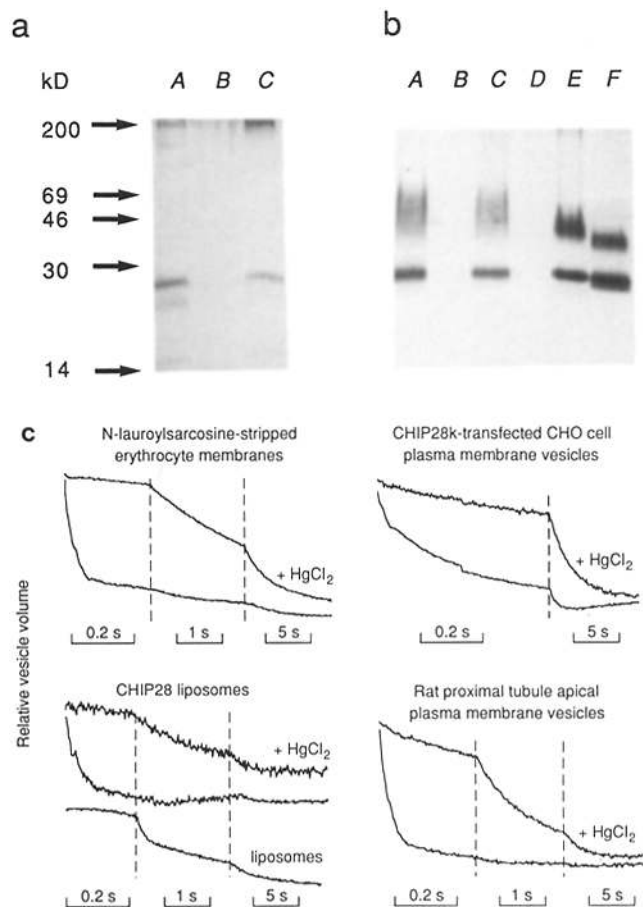 a
b
kD A B C
A B C D E F
200
69
46
30
14
c
N-lauroylsarcosine-stripped
erythrocyte membranes
CHIP28k-transfected CHO cell
plasma membrane vesicles
Relative vesicle volume
+ HgCl2
0.2 s 1 s 5 s
+ HgCl2
0.2 s 5 s
CHIP28 liposomes
+ HgCl2
liposomes
0.2 s 1 s 5 s
Rat proximal tubule apical
plasma membrane vesicles
+ HgCl2
0.2 s 1 s 5 s